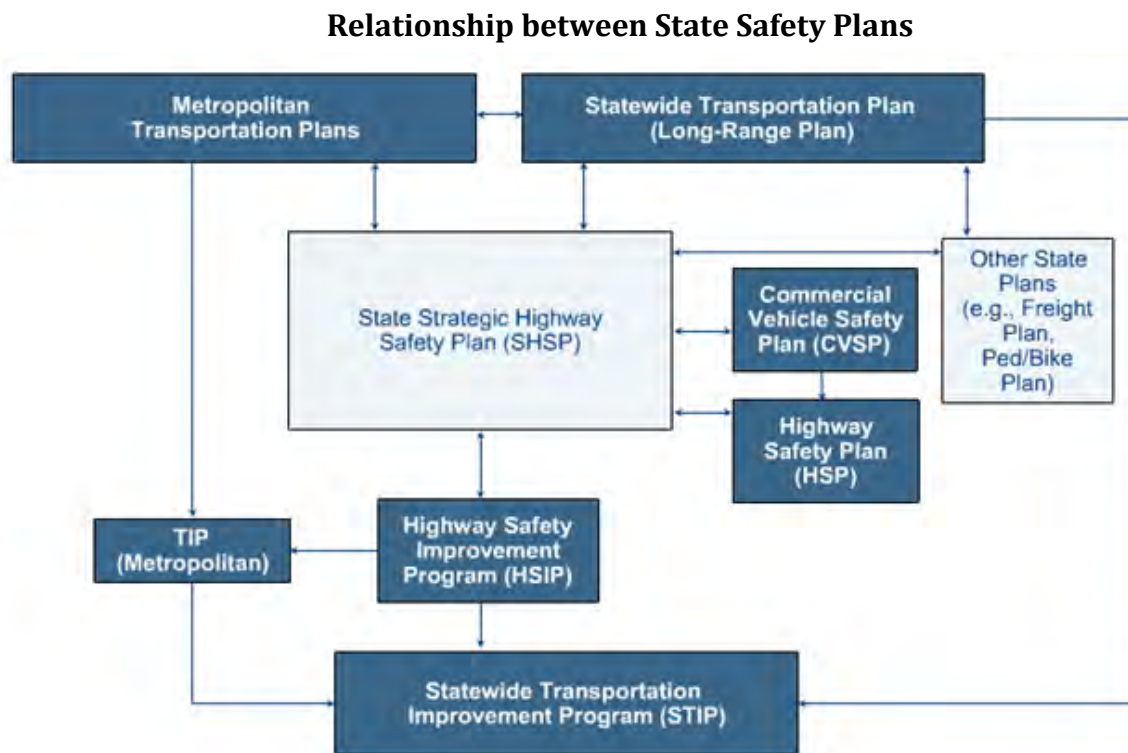 Relationship between State Safety Plans
Metropolitan
Transportation Plans
Statewide Transportation Plan
(Long-Range Plan)
State Strategic Highway
Safety Plan (SHSP)
Commercial
Vehicle Safety
Plan (CVSP)
Other State
Plans
(e.g., Freight
Plan,
Ped/Bike
Plan)
Highway
Safety Plan
(HSP)
TIP
(Metropolitan)
Highway Safety
Improvement
Program (HSIP)
Statewide Transportation
Improvement Program (STIP)